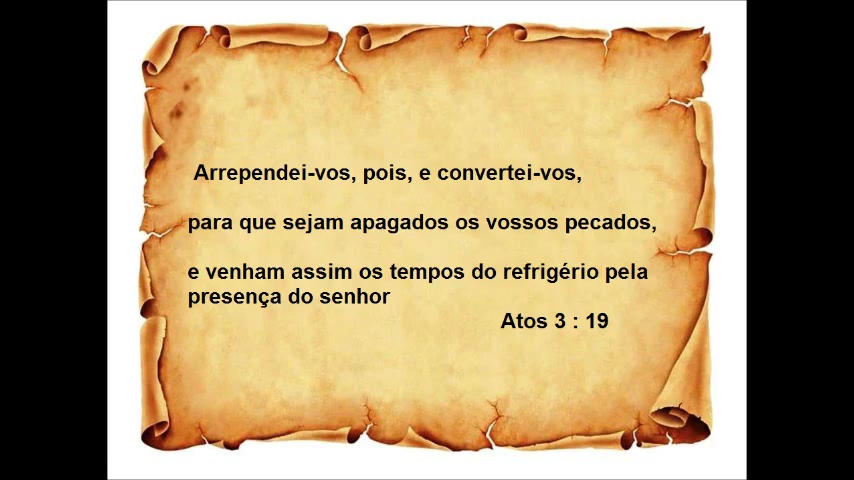 Arrependei-vos, pois, e convertei-vos,
para que sejam apagados os vossos pecados,
e venham assim os tempos do refrigério pela
presença do senhor
Atos 3 : 19